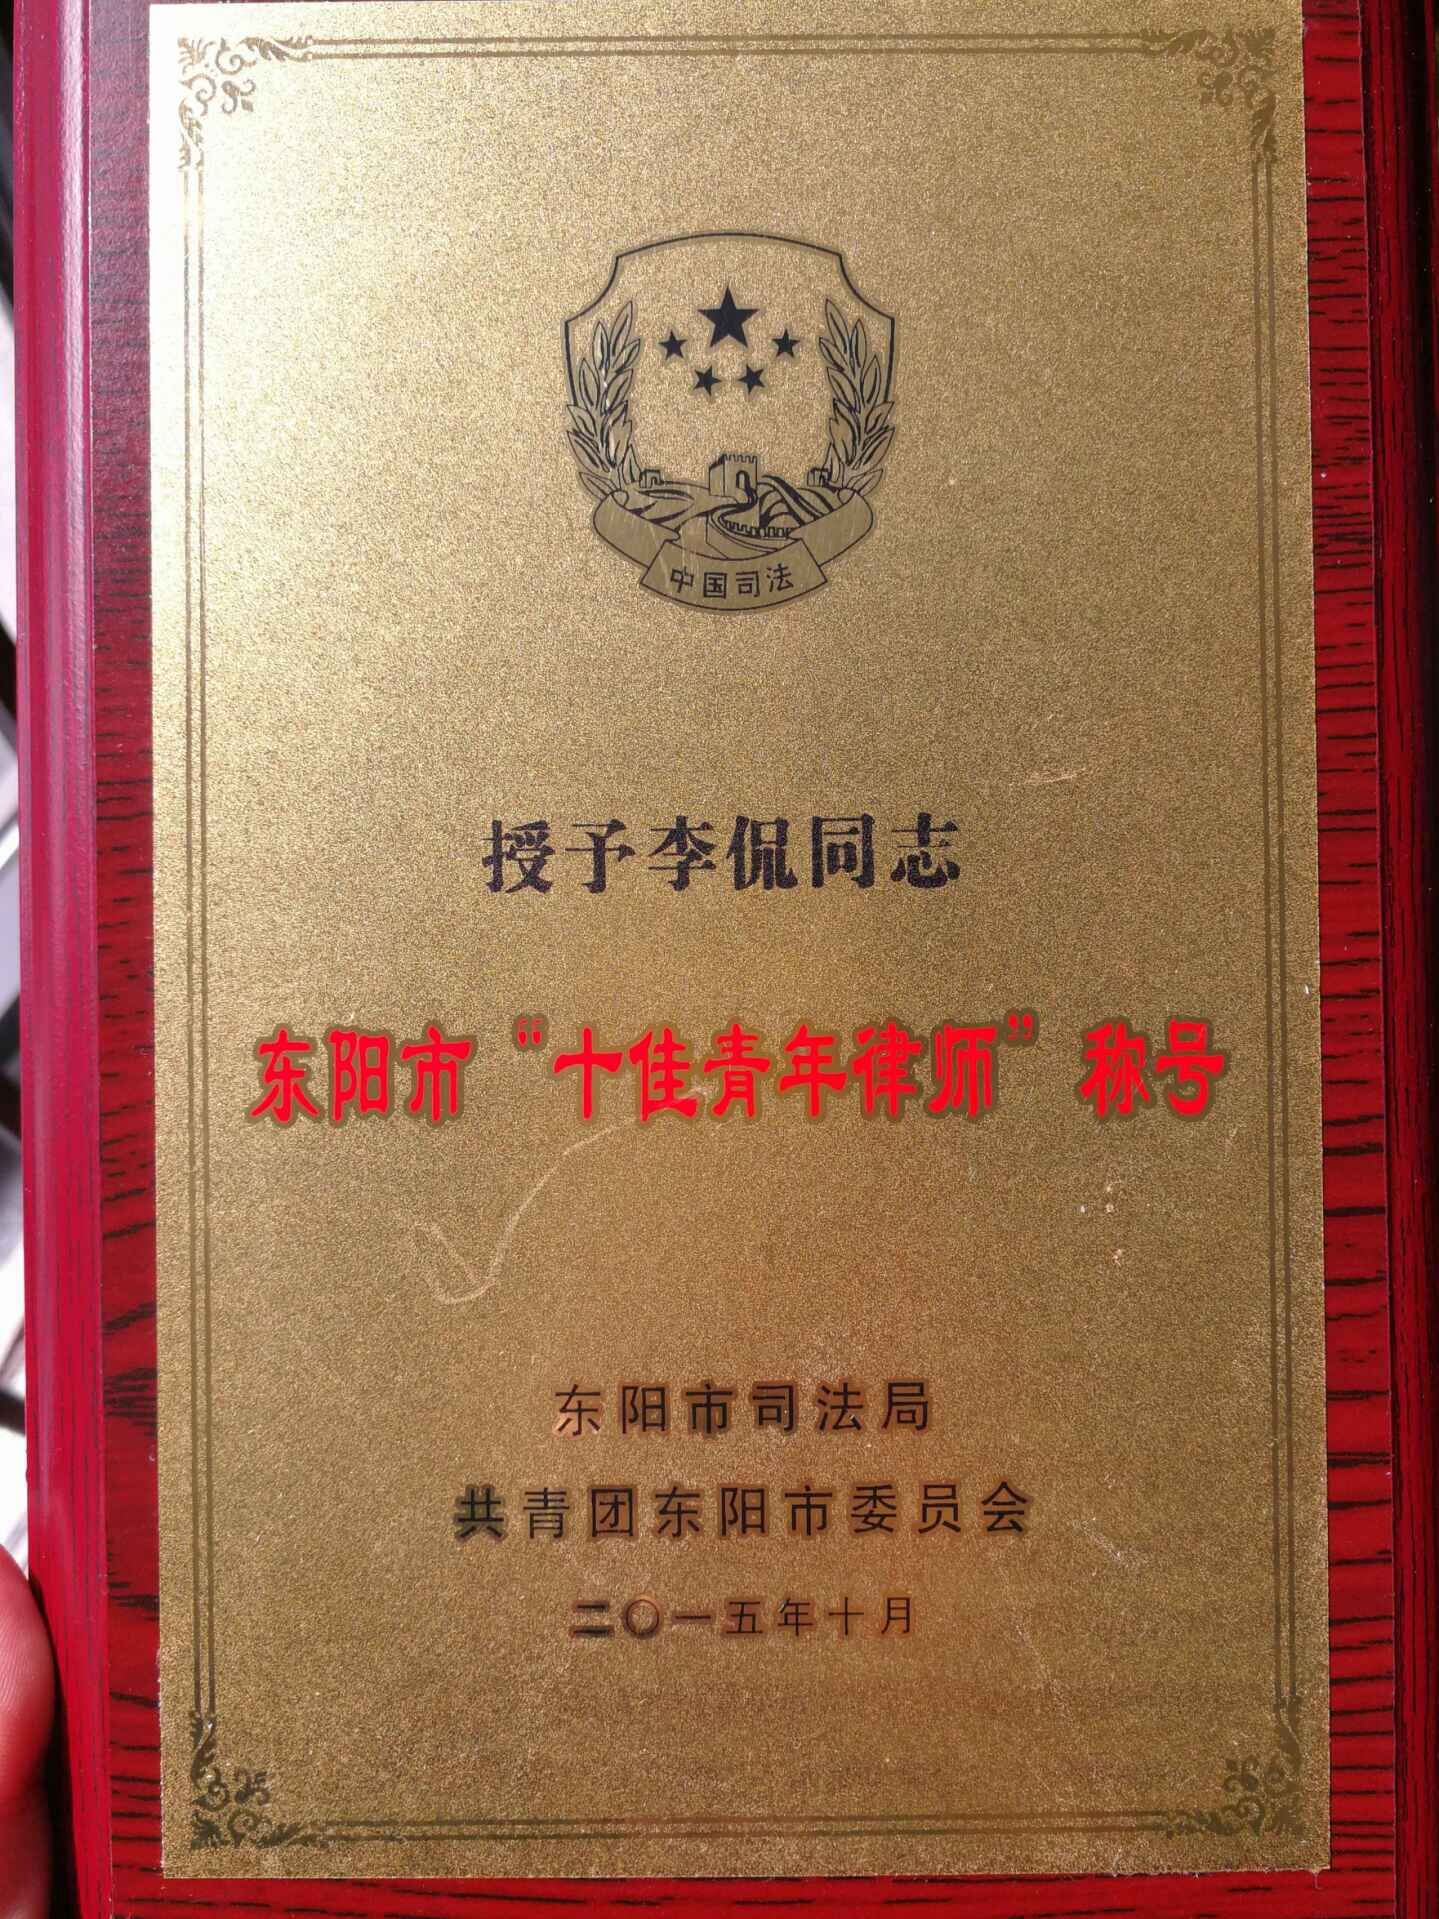 中国司法
授予李侃同志
东阳市“十佳青年律师”称号
东阳市司法局
共青团东阳市委员会
二〇一五年十月